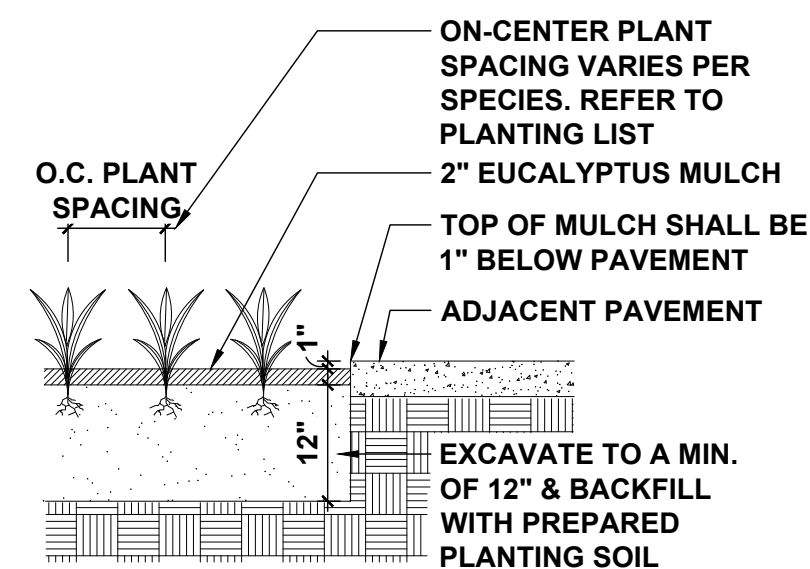 ON-CENTER PLANT
SPACING VARIES PER
SPECIES. REFER TO
PLANTING LIST
O.C. PLANT
SPACING
2" EUCALYPTUS MULCH
TOP OF MULCH SHALL BE
1" BELOW PAVEMENT
ADJACENT PAVEMENT
1"
12"
EXCAVATE TO A MIN.
OF 12" & BACKFILL
WITH PREPARED
PLANTING SOIL